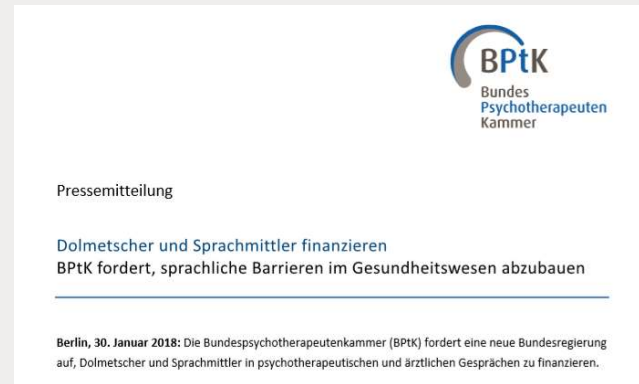 BPtK
Bundes
Psychotherapeuten
Kammer
Pressemitteilung
Dolmetscher und Sprachmittler finanzieren
BPtK fordert, sprachliche Barrieren im Gesundheitswesen abzubauen
Berlin, 30. Januar 2018: Die Bundespsychotherapeutenkammer (BPtK) fordert eine neue Bundesregierung
auf, Dolmetscher und Sprachmittler in psychotherapeutischen und ärztlichen Gesprächen zu finanzieren.